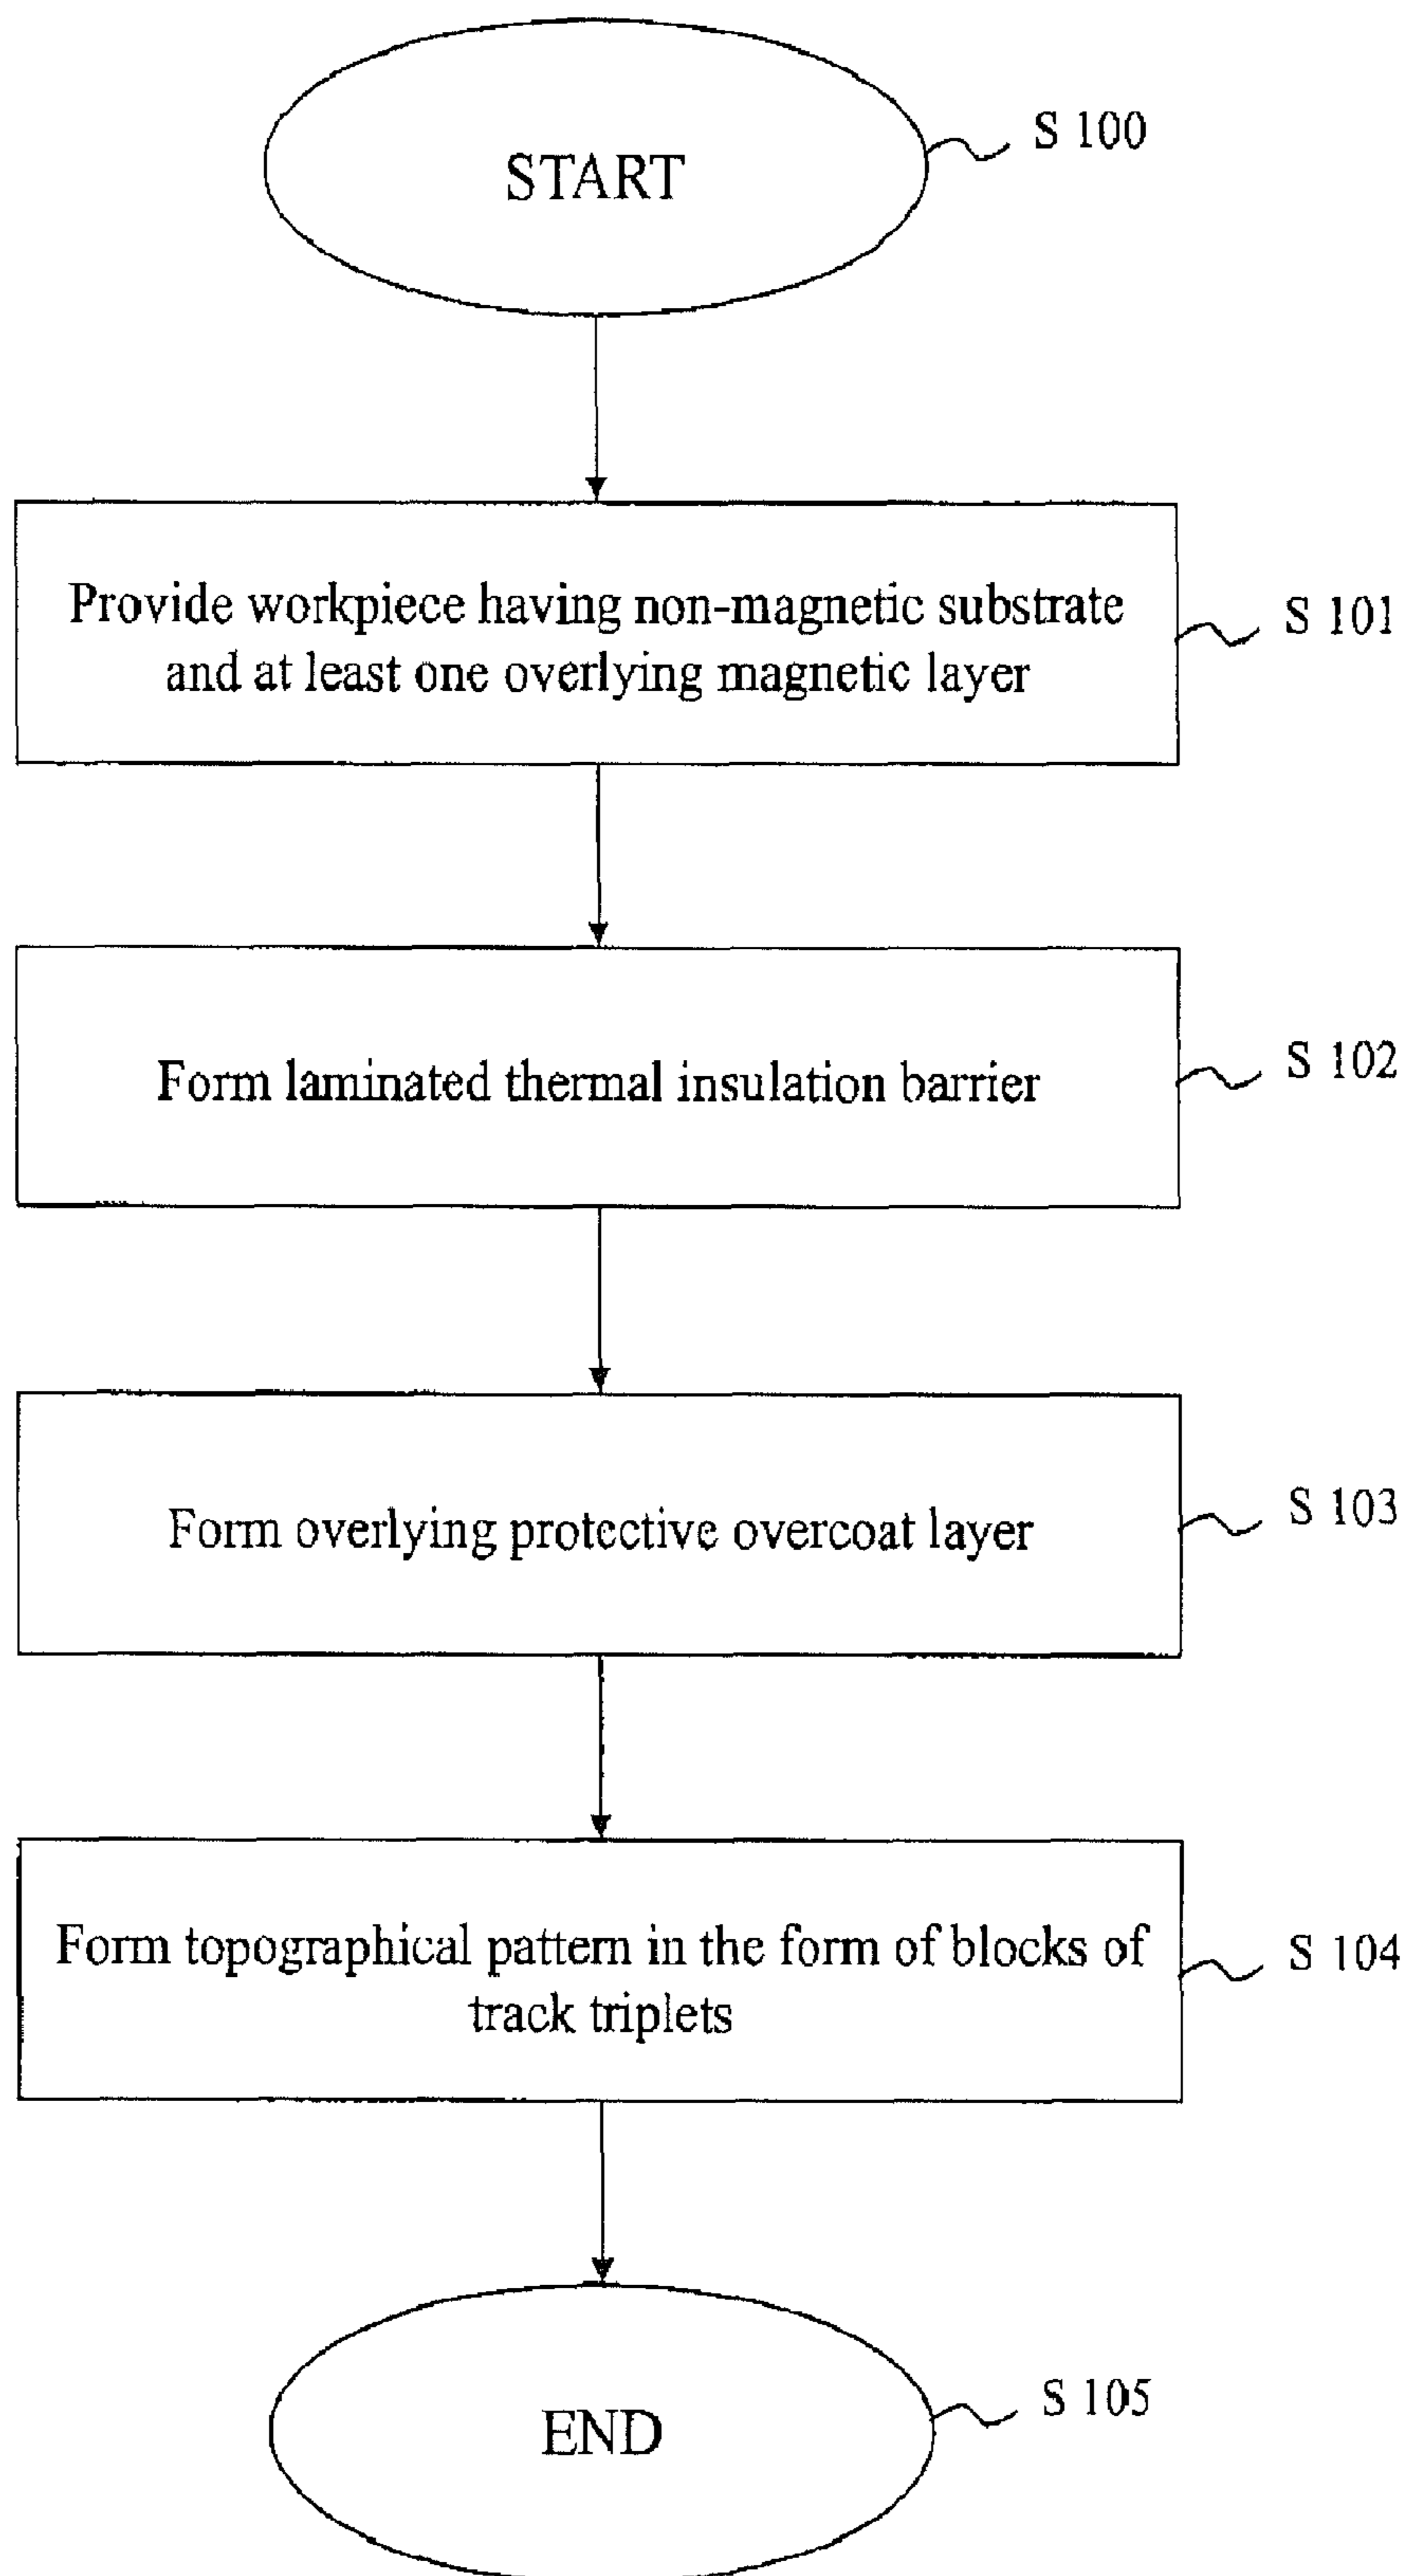 START
S 100
Provide workpiece having non-magnetic substrate
and at least one overlying magnetic layer
S 101
Form laminated thermal insulation barrier
S 102
Form overlying protective overcoat layer
S 103
Form topographical pattern in the form of blocks of
track triplets
S 104
END
S 105